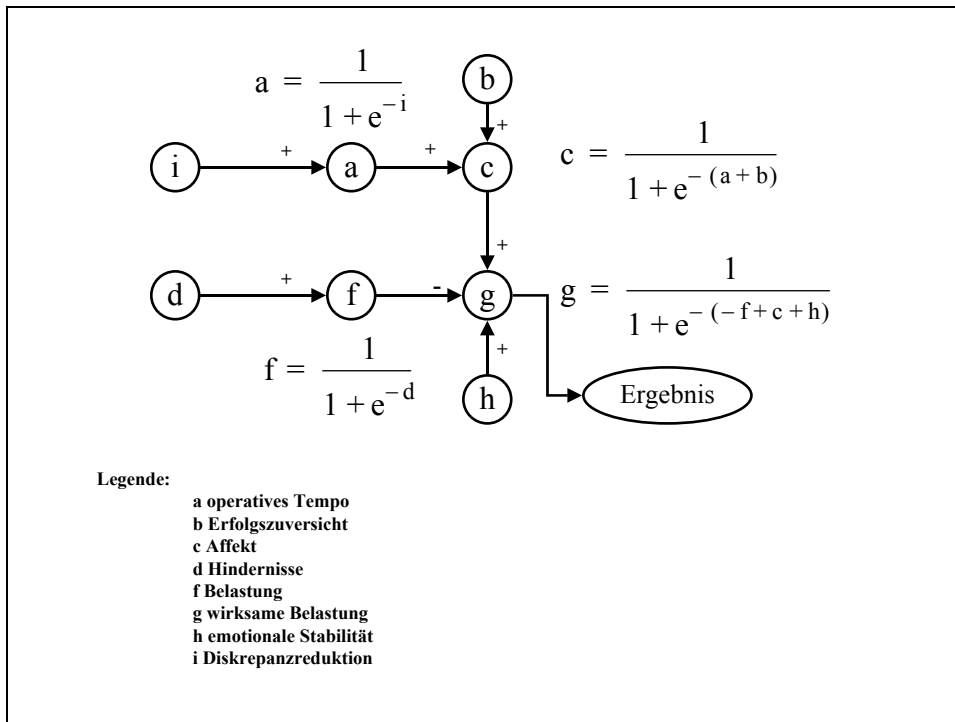 a = 1 / (1 + e^{-i})
b
+
i
+
a
+
c
c = 1 / (1 + e^{-(a + b)})
+
d
+
f
-
g
g = 1 / (1 + e^{-(-f + c + h)})
f = 1 / (1 + e^{-d})
+
h
Ergebnis
Legende:
a operatives Tempo
b Erfolgszuversicht
c Affekt
d Hindernisse
f Belastung
g wirksame Belastung
h emotionale Stabilität
i Diskrepanzreduktion